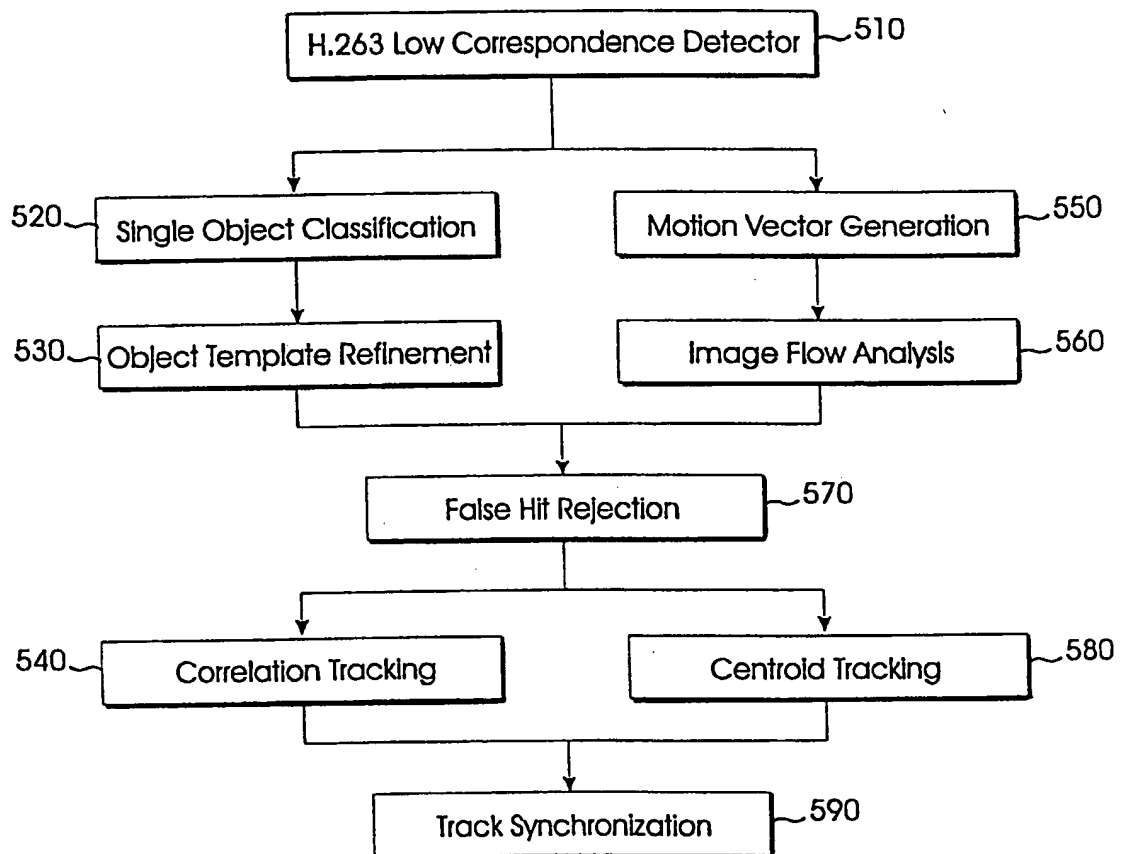 H.263 Low Correspondence Detector 510
520 Single Object Classification
Motion Vector Generation 550
530 Object Template Refinement
Image Flow Analysis 560
False Hit Rejection 570
540 Correlation Tracking
Centroid Tracking 580
Track Synchronization 590